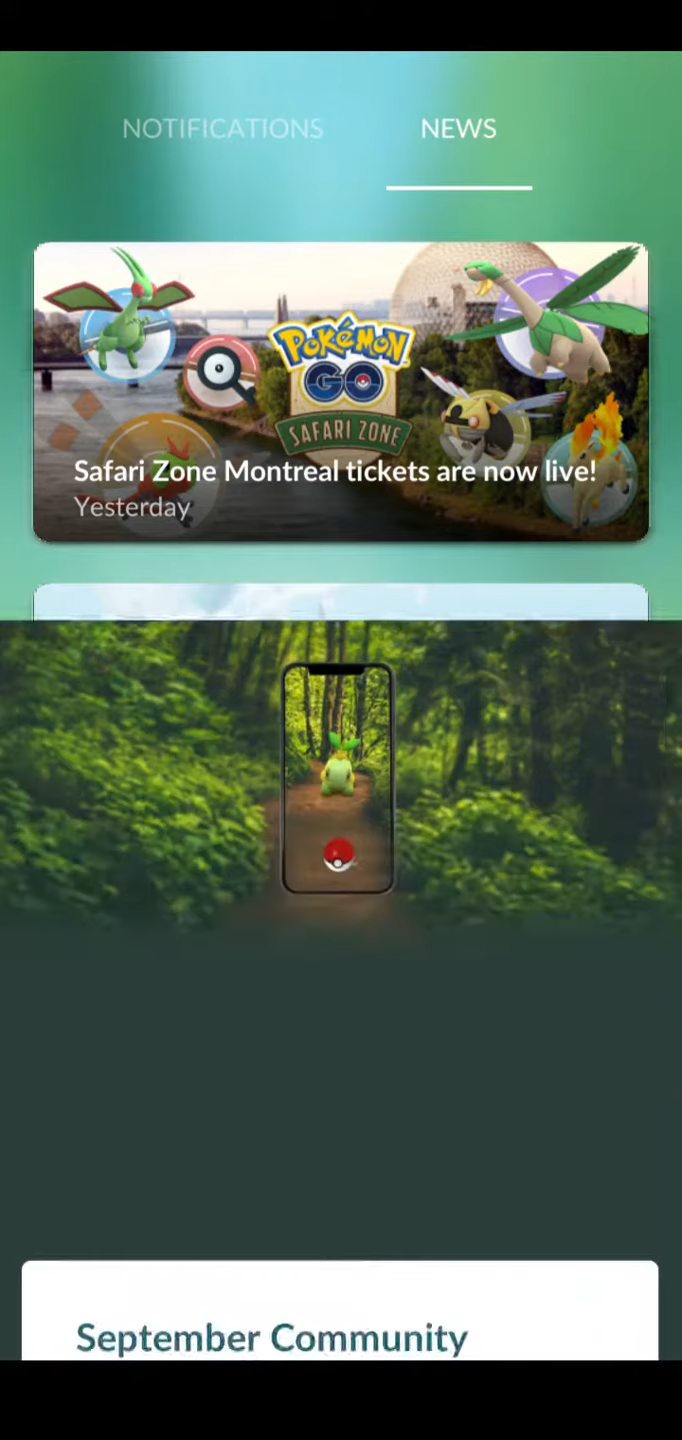 NOTIFICATIONS
NEWS
POKéMON
GO
SAFARI ZONE
Safari Zone Montreal tickets are now live!
Yesterday
September Community